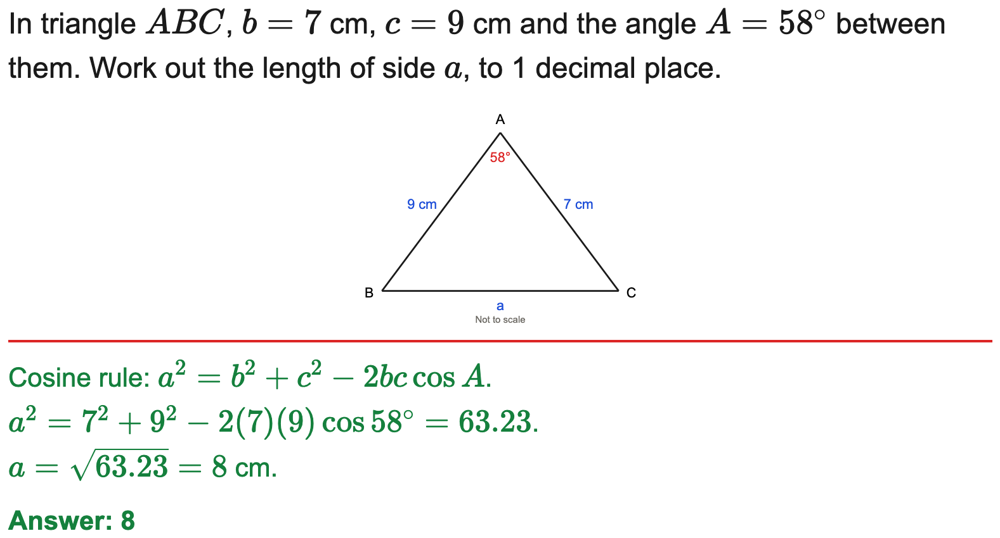 In triangle ABC, b = 7 cm, c = 9 cm and the angle A = 58° between
them. Work out the length of side a, to 1 decimal place.
A
58°
9 cm
7 cm
B
C
a
Not to scale
Cosine rule: a² = b² + c² − 2bc cos A.
a² = 7² + 9² − 2(7)(9) cos 58° = 63.23.
a = √63.23 = 8 cm.
Answer: 8